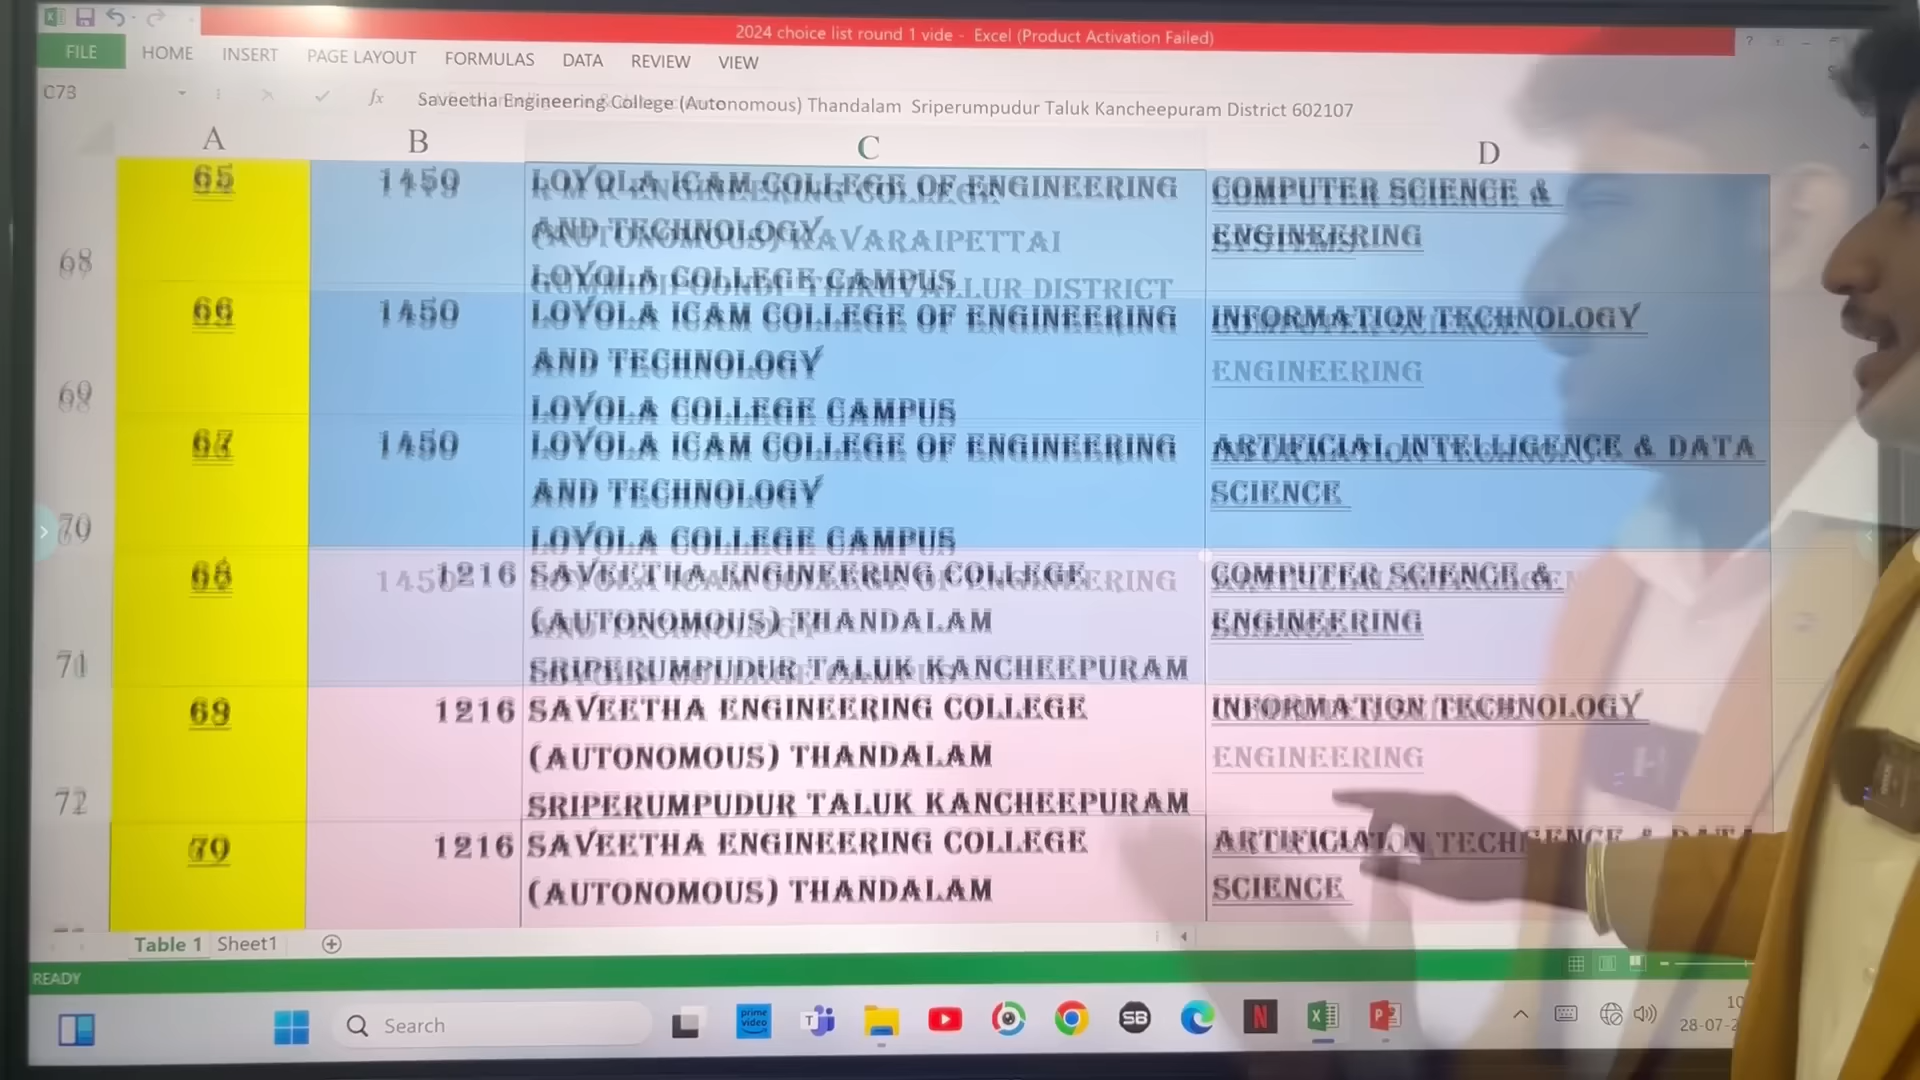 2024 choice list round 1 vide - Excel (Product Activation Failed)
FILE HOME INSERT PAGE LAYOUT FORMULAS DATA REVIEW VIEW
C73 fx Saveetha Engineering College (Autonomous) Thandalam Sriperumpudur Taluk Kancheepuram District 602107
A B C D
65 LOYOLA ICAM COLLEGE OF ENGINEERING COMPUTER SCIENCE &
AND TECHNOLOGY ENGINEERING
68 LOYOLA COLLEGE CAMPUS
66 1450 LOYOLA ICAM COLLEGE OF ENGINEERING INFORMATION TECHNOLOGY
AND TECHNOLOGY ENGINEERING
69 LOYOLA COLLEGE CAMPUS
67 1450 LOYOLA ICAM COLLEGE OF ENGINEERING ARTIFICIAL INTELLIGENCE & DATA
AND TECHNOLOGY SCIENCE
70 LOYOLA COLLEGE CAMPUS
1216 SAVEETHA ENGINEERING COLLEGE COMPUTER SCIENCE &
(AUTONOMOUS) THANDALAM ENGINEERING
71 SRIPERUMPUDUR TALUK KANCHEEPURAM
69 1216 SAVEETHA ENGINEERING COLLEGE INFORMATION TECHNOLOGY
(AUTONOMOUS) THANDALAM ENGINEERING
72 SRIPERUMPUDUR TALUK KANCHEEPURAM
70 1216 SAVEETHA ENGINEERING COLLEGE
(AUTONOMOUS) THANDALAM SCIENCE
Table 1 Sheet1
READY
Search
prime video
SB
28-07-2